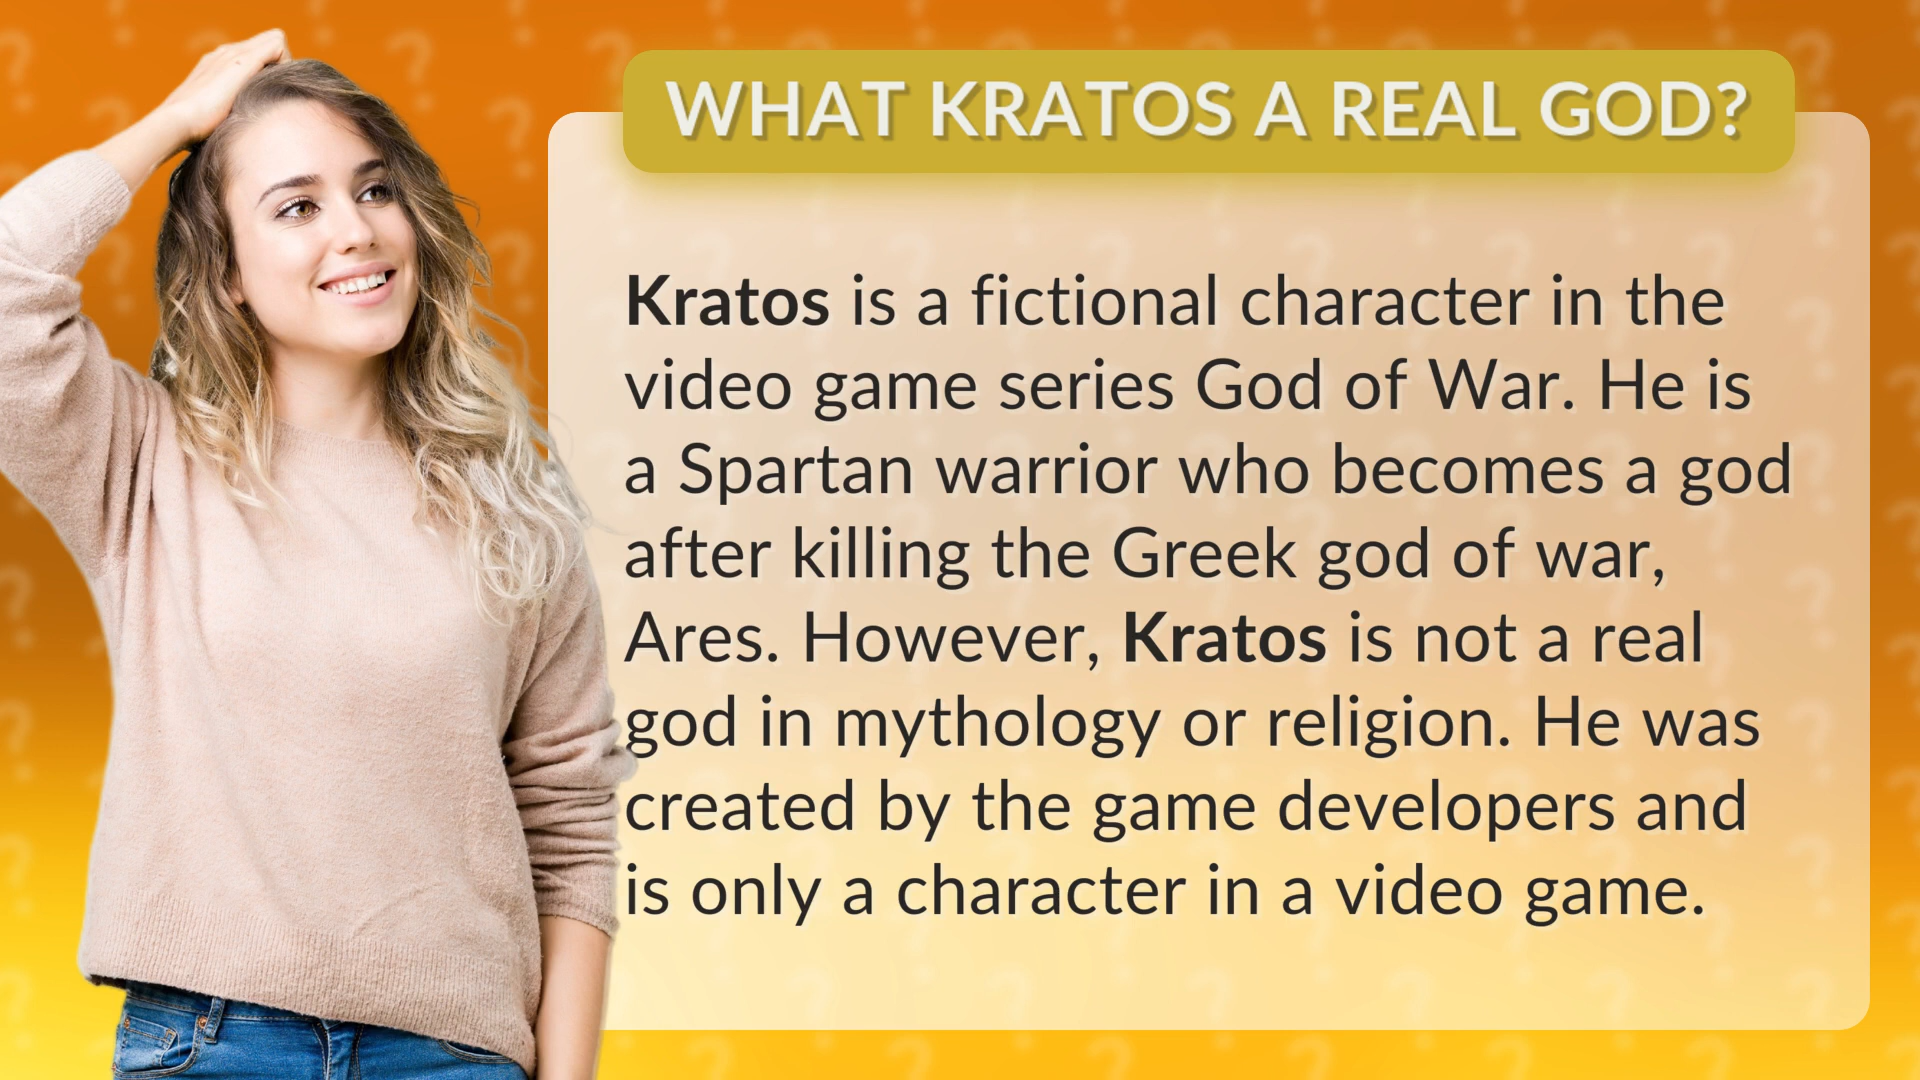 WHAT KRATOS A REAL GOD?
Kratos is a fictional character in the
video game series God of War. He is
a Spartan warrior who becomes a god
after killing the Greek god of war,
Ares. However, Kratos is not a real
god in mythology or religion. He was
created by the game developers and
is only a character in a video game.